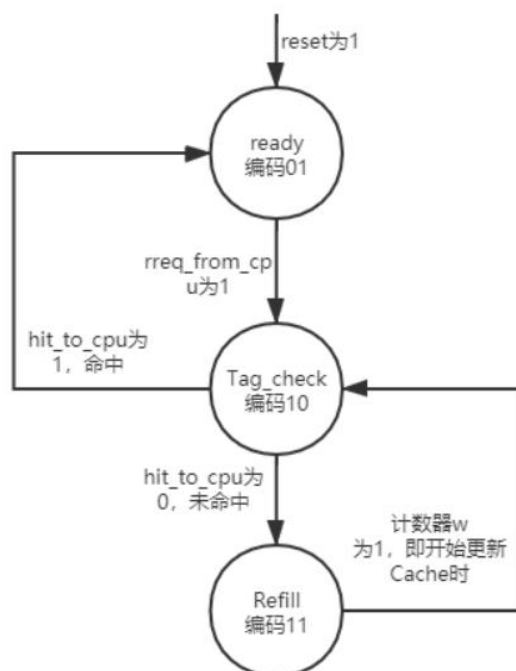 reset为1
ready
编码01
rreq_from_cp
u为1
hit_to_cpu为
1，命中
Tag_check
编码10
hit_to_cpu为
0，未命中
计数器w
为1，即开始更新
Cache时
Refill
编码11